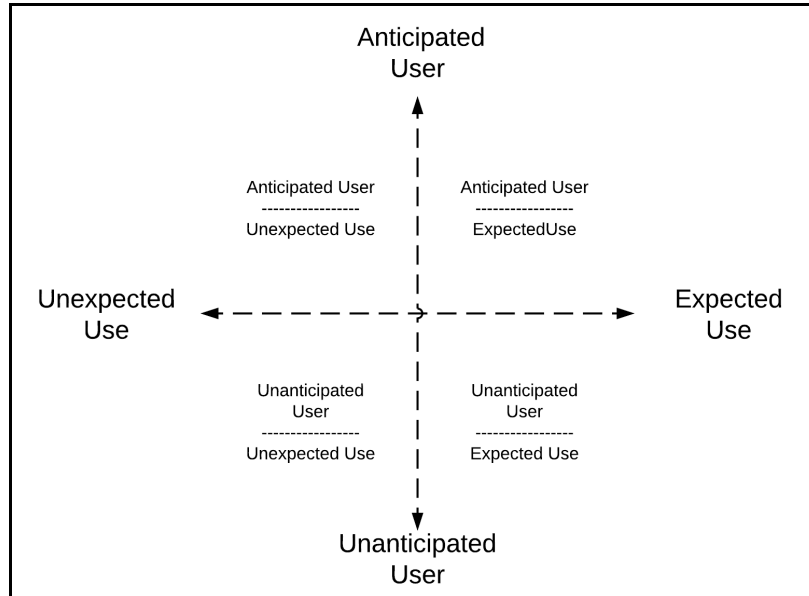 Anticipated
User
Anticipated User
-----------------
Unexpected Use
Anticipated User
-----------------
ExpectedUse
Unexpected
Use
Expected
Use
Unanticipated
User
-----------------
Unexpected Use
Unanticipated
User
-----------------
Expected Use
Unanticipated
User